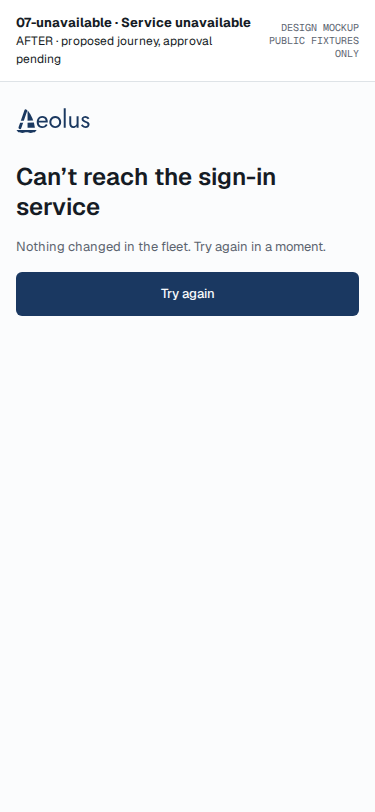 07-unavailable · Service unavailable
AFTER · proposed journey, approval
pending
DESIGN MOCKUP
PUBLIC FIXTURES
ONLY
Aeolus
Can’t reach the sign-in
service
Nothing changed in the fleet. Try again in a moment.
Try again